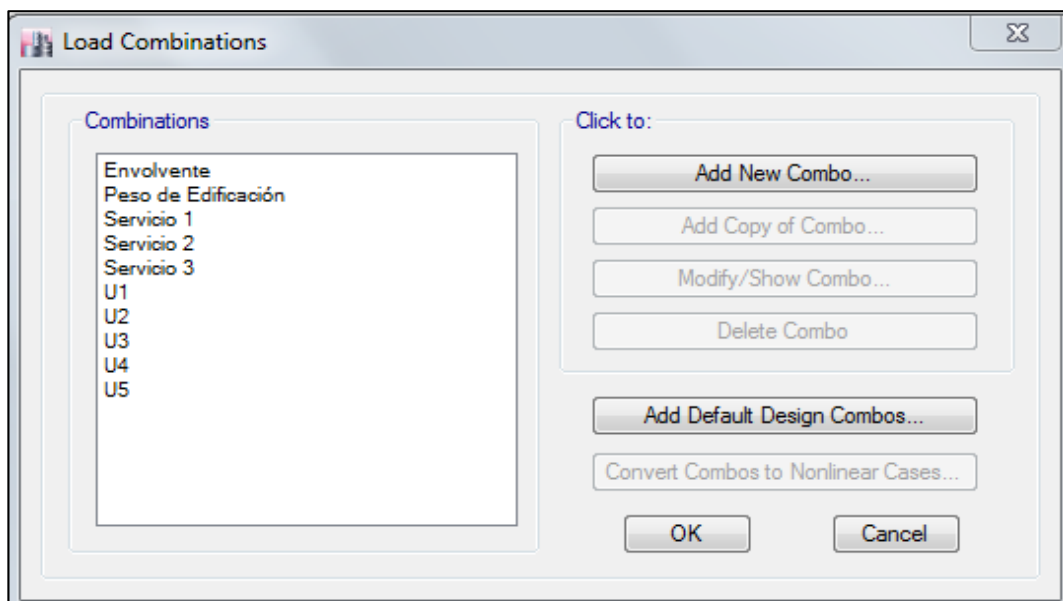 Load Combinations
Combinations
Envolvente
Peso de Edificación
Servicio 1
Servicio 2
Servicio 3
U1
U2
U3
U4
U5
Click to:
Add New Combo...
Add Copy of Combo...
Modify/Show Combo...
Delete Combo
Add Default Design Combos...
Convert Combos to Nonlinear Cases...
OK
Cancel